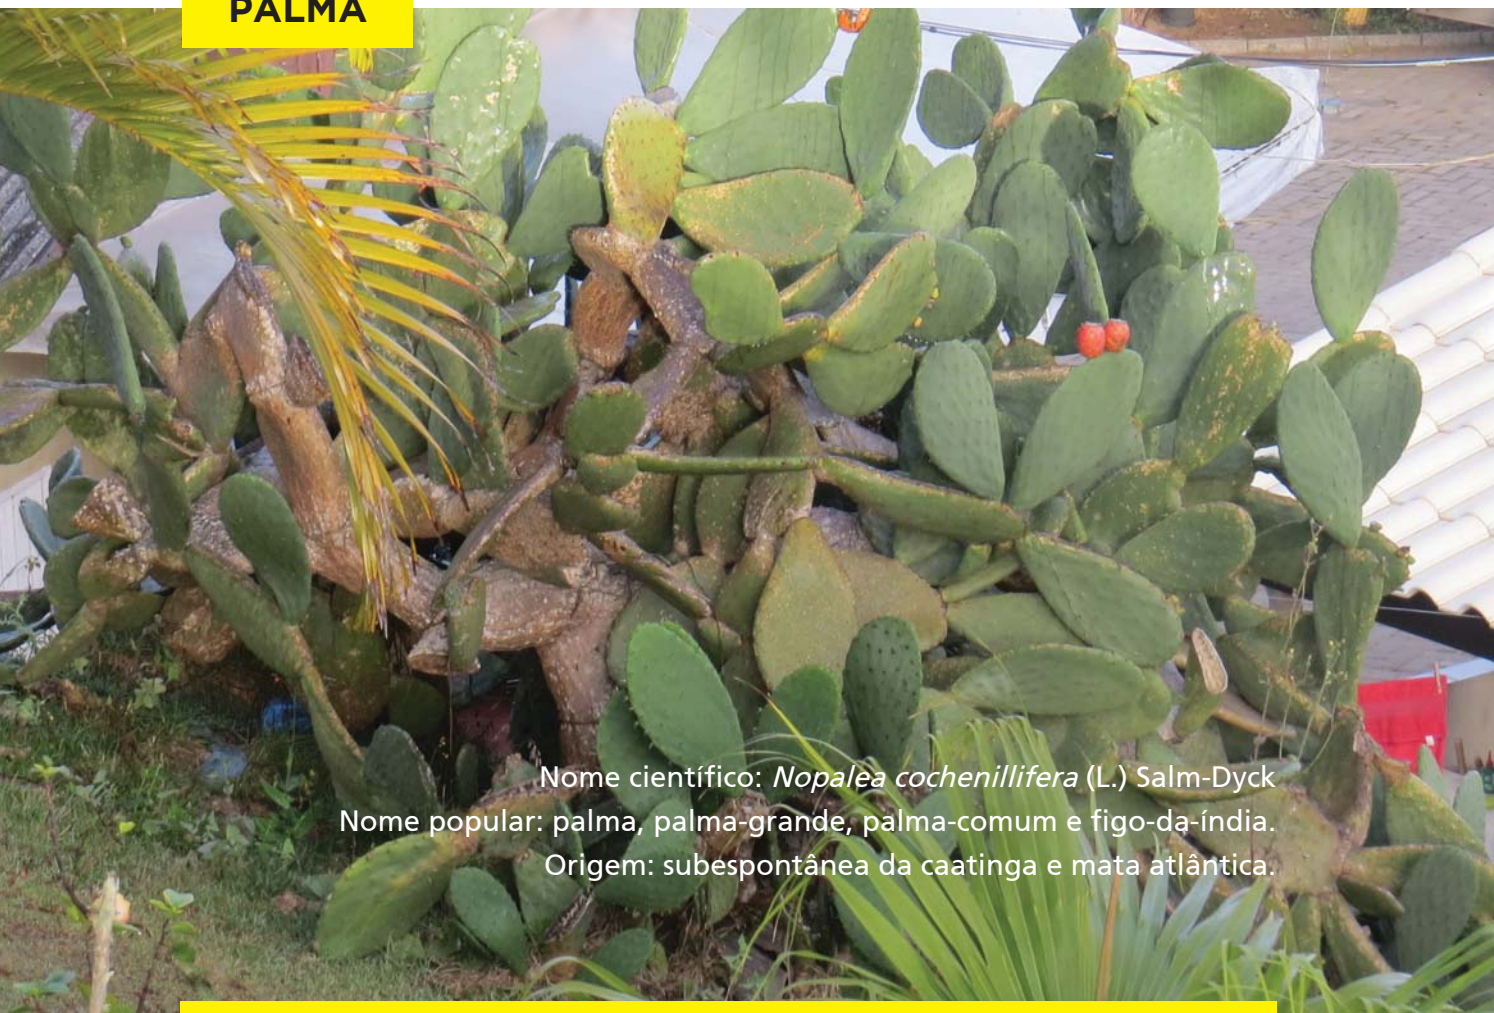 PALMA
Nome científico: Nopalea cochenillifera (L.) Salm-Dyck
Nome popular: palma, palma-grande, palma-comum e figo-da-índia.
Origem: subespontânea da caatinga e mata atlântica.